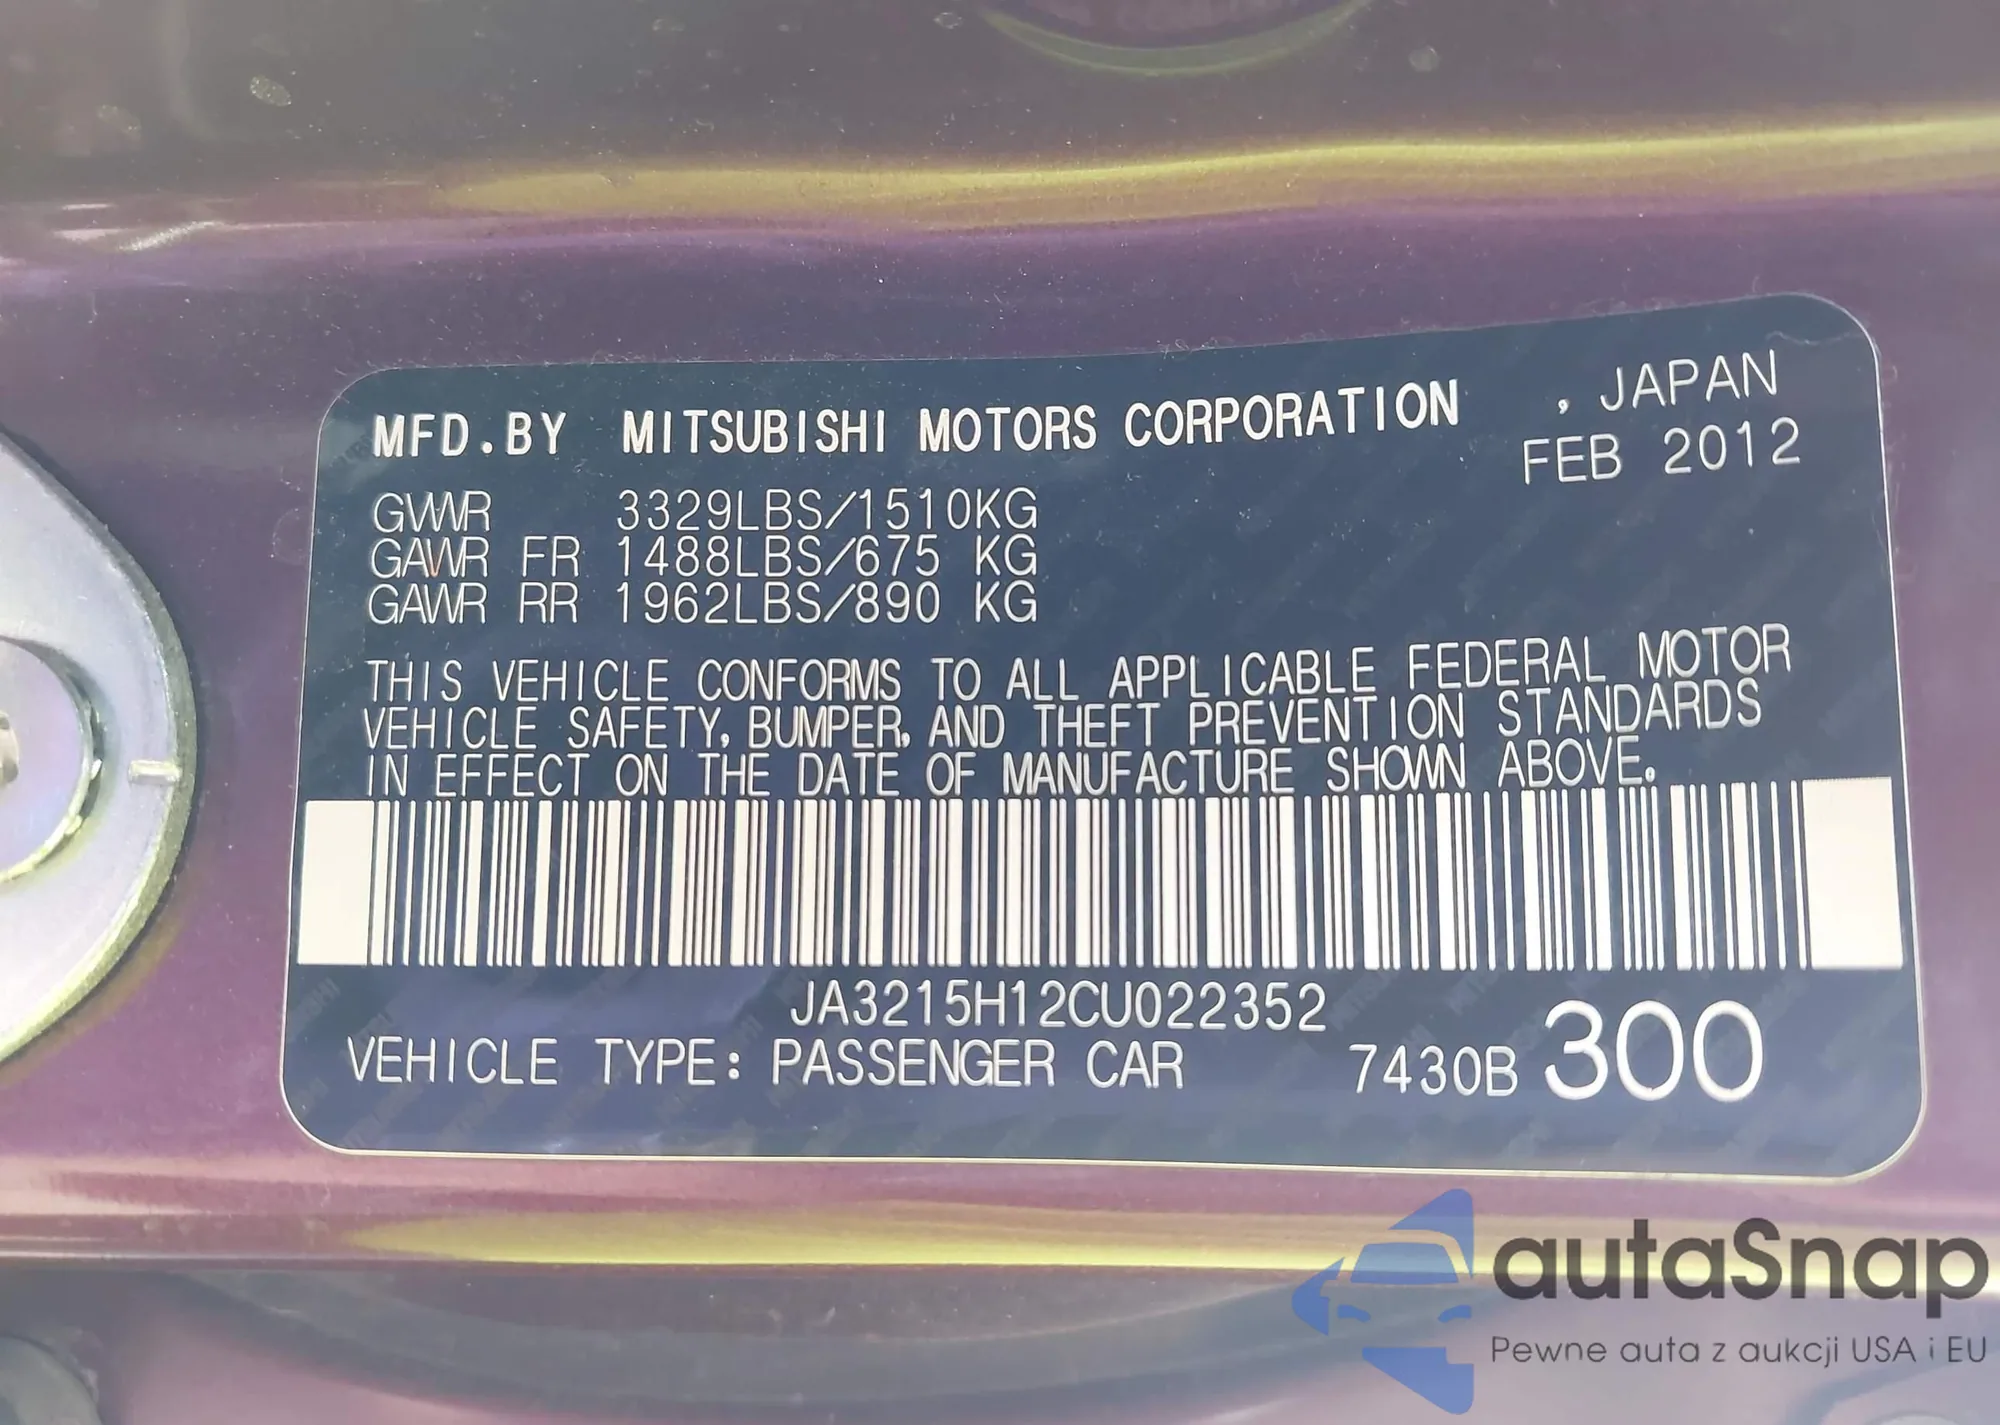 MFD.BY MITSUBISHI MOTORS CORPORATION , JAPAN
FEB 2012
GVWR 3329LBS/1510KG
GAWR FR 1488LBS/675 KG
GAWR RR 1962LBS/890 KG
THIS VEHICLE CONFORMS TO ALL APPLICABLE FEDERAL MOTOR
VEHICLE SAFETY, BUMPER, AND THEFT PREVENTION STANDARDS
IN EFFECT ON THE DATE OF MANUFACTURE SHOWN ABOVE.
JA3215H12CU022352
VEHICLE TYPE: PASSENGER CAR 7430B 300
autaSnap
Pewne auta z aukcji USA i EU